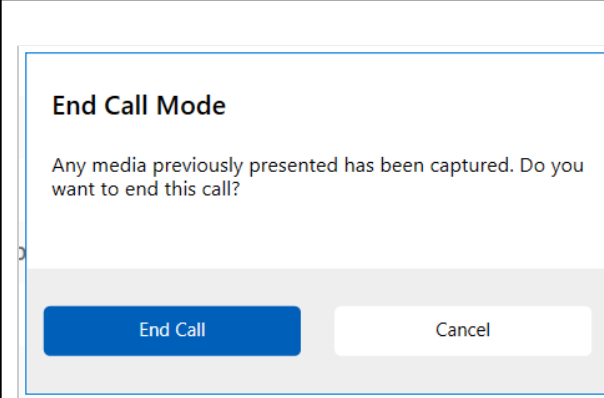 End Call Mode
Any media previously presented has been captured. Do you
want to end this call?
End Call
Cancel